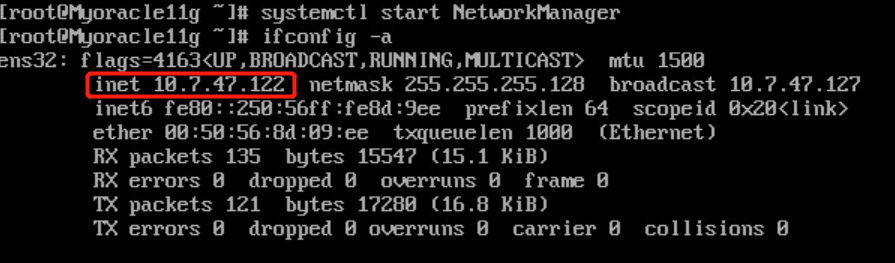 [root@Myoracle11g ~]# systemctl start NetworkManager
[root@Myoracle11g ~]# ifconfig -a
ens32: flags=4163<UP,BROADCAST,RUNNING,MULTICAST>  mtu 1500
inet 10.7.47.122  netmask 255.255.255.128  broadcast 10.7.47.127
inet6 fe80::250:56ff:fe8d:9ee  prefixlen 64  scopeid 0x20<link>
ether 00:50:56:8d:09:ee  txqueuelen 1000  (Ethernet)
RX packets 135  bytes 15547 (15.1 KiB)
RX errors 0  dropped 0  overruns 0  frame 0
TX packets 121  bytes 17280 (16.8 KiB)
TX errors 0  dropped 0 overruns 0  carrier 0  collisions 0